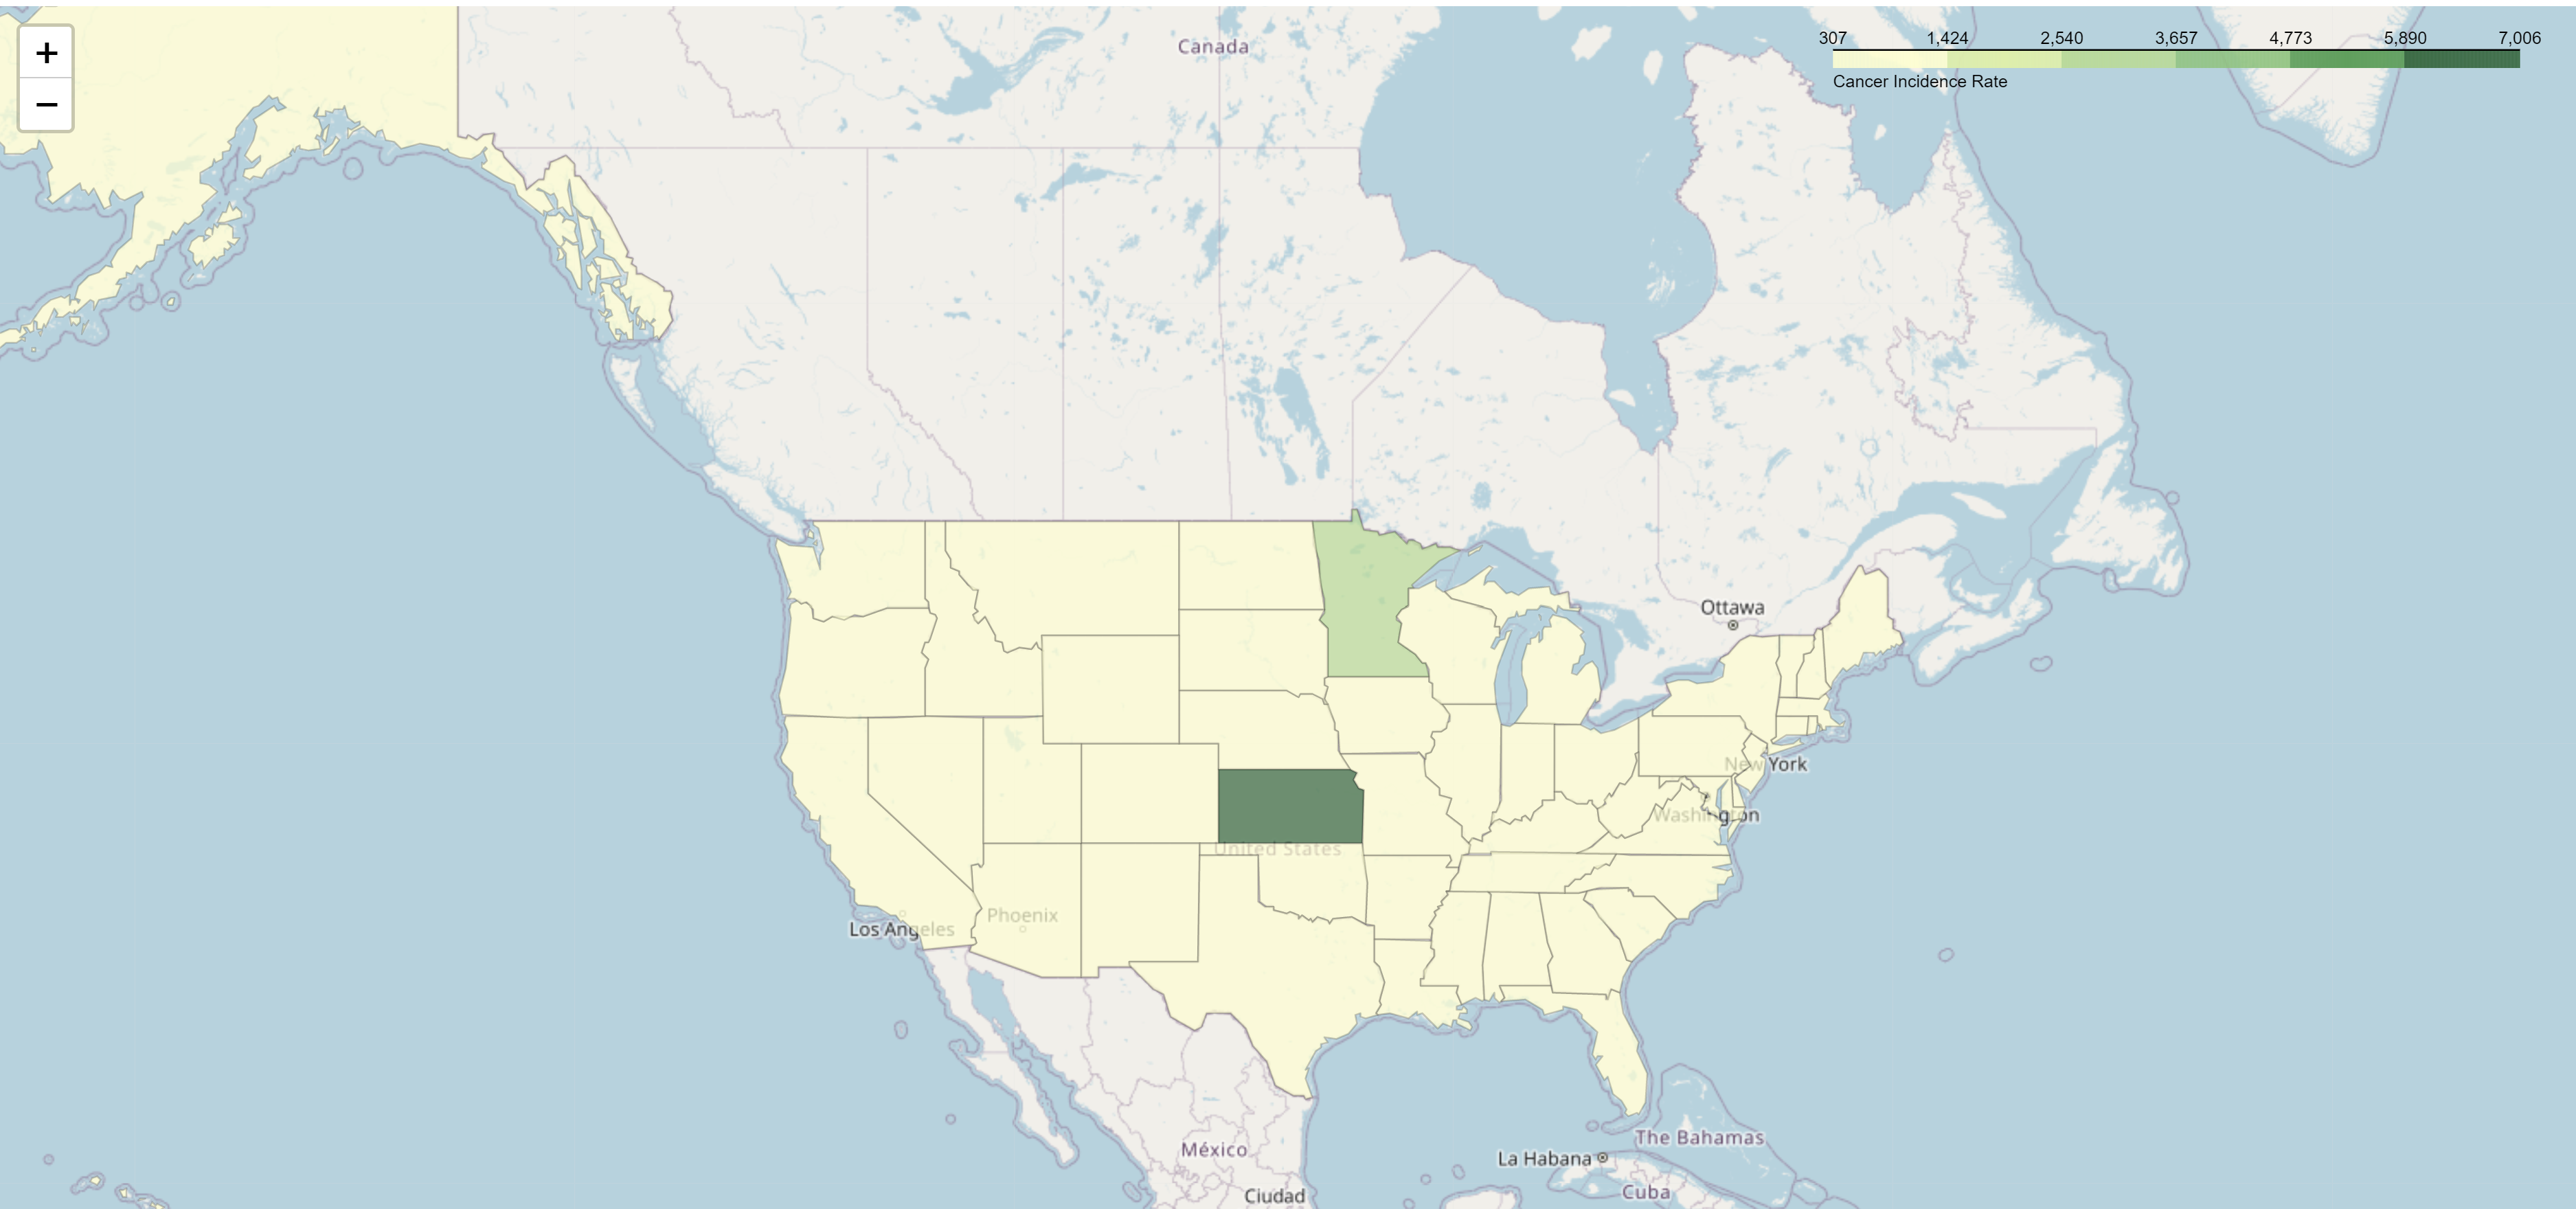 +
−
Canada
307 1,424 2,540 3,657 4,773 5,890 7,006
Cancer Incidence Rate
Ottawa
New York
Washington
United States
Phoenix
Los Angeles
The Bahamas
México
La Habana
Cuba
Ciudad